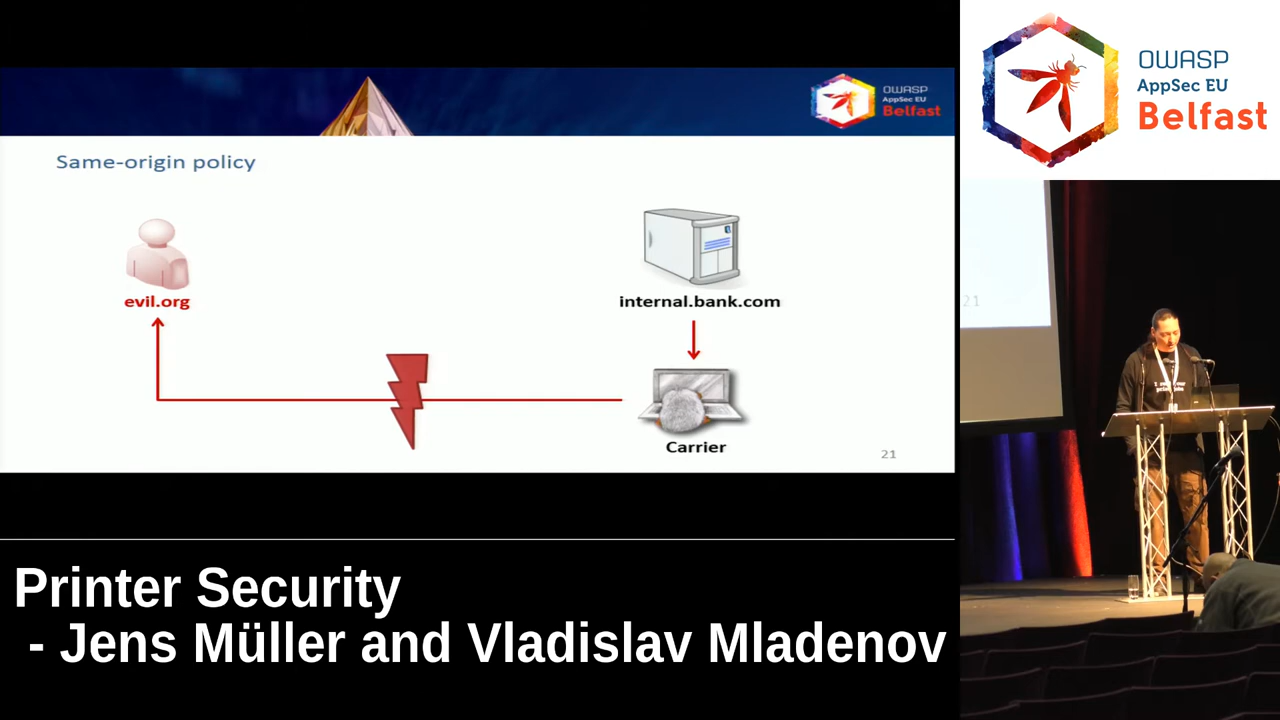 OWASP
AppSec EU
Belfast
Same-origin policy
evil.org
internal.bank.com
Carrier
21
OWASP
AppSec EU
Belfast
21
Printer Security
- Jens Müller and Vladislav Mladenov